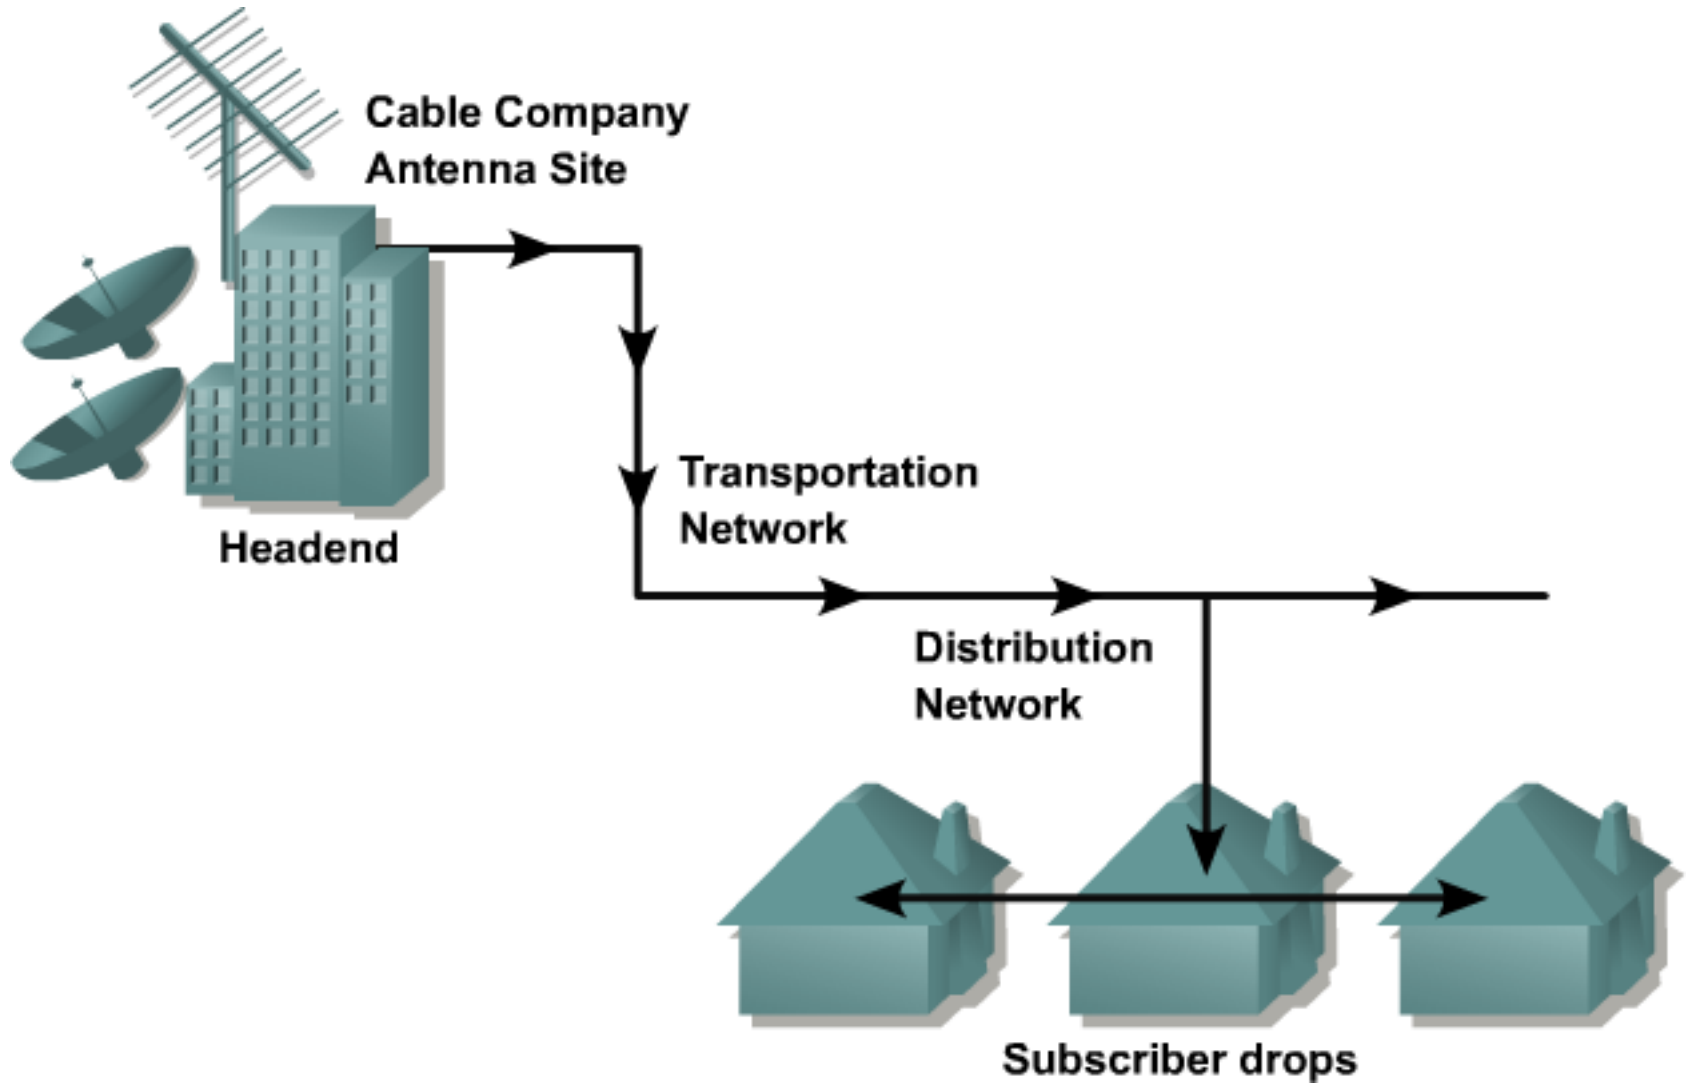 Cable Company
Antenna Site
Headend
Transportation
Network
Distribution
Network
Subscriber drops